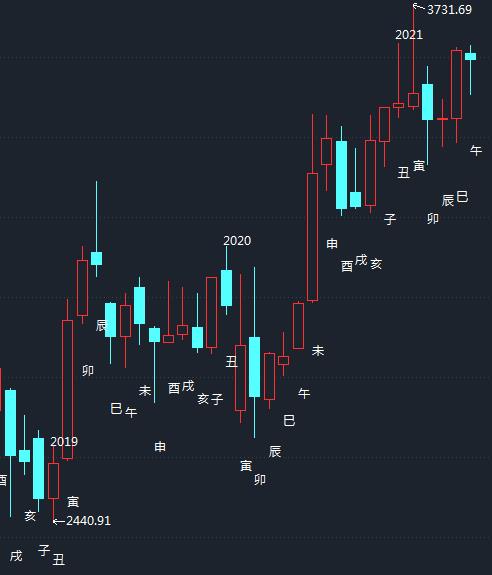 3731.69
2021
午
丑
寅
辰
巳
子
卯
申
酉
戌
亥
2020
辰
丑
未
卯
未
酉
戌
亥
子
午
巳
午
巳
2019
申
辰
寅
卯
酉
寅
亥
2440.91
戌
子
丑